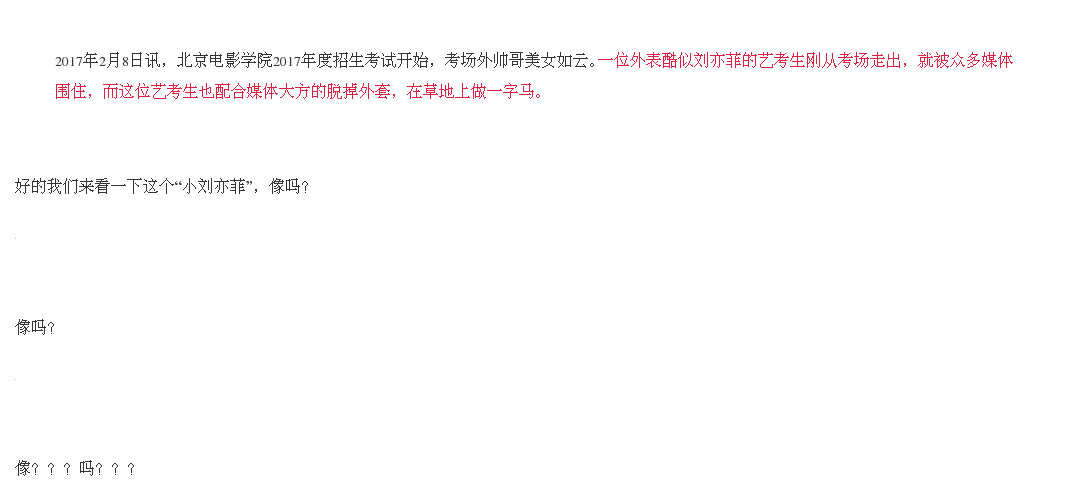 2017年2月8日讯，北京电影学院2017年度招生考试开始，考场外帅哥美女如云。一位外表酷似刘亦菲的艺考生刚从考场走出，就被众多媒体
围住，而这位艺考生也配合媒体大方的脱掉外套，在草地上做一字马。
好的我们来看一下这个“小刘亦菲”，像吗？
像吗？
像？？？吗？？？